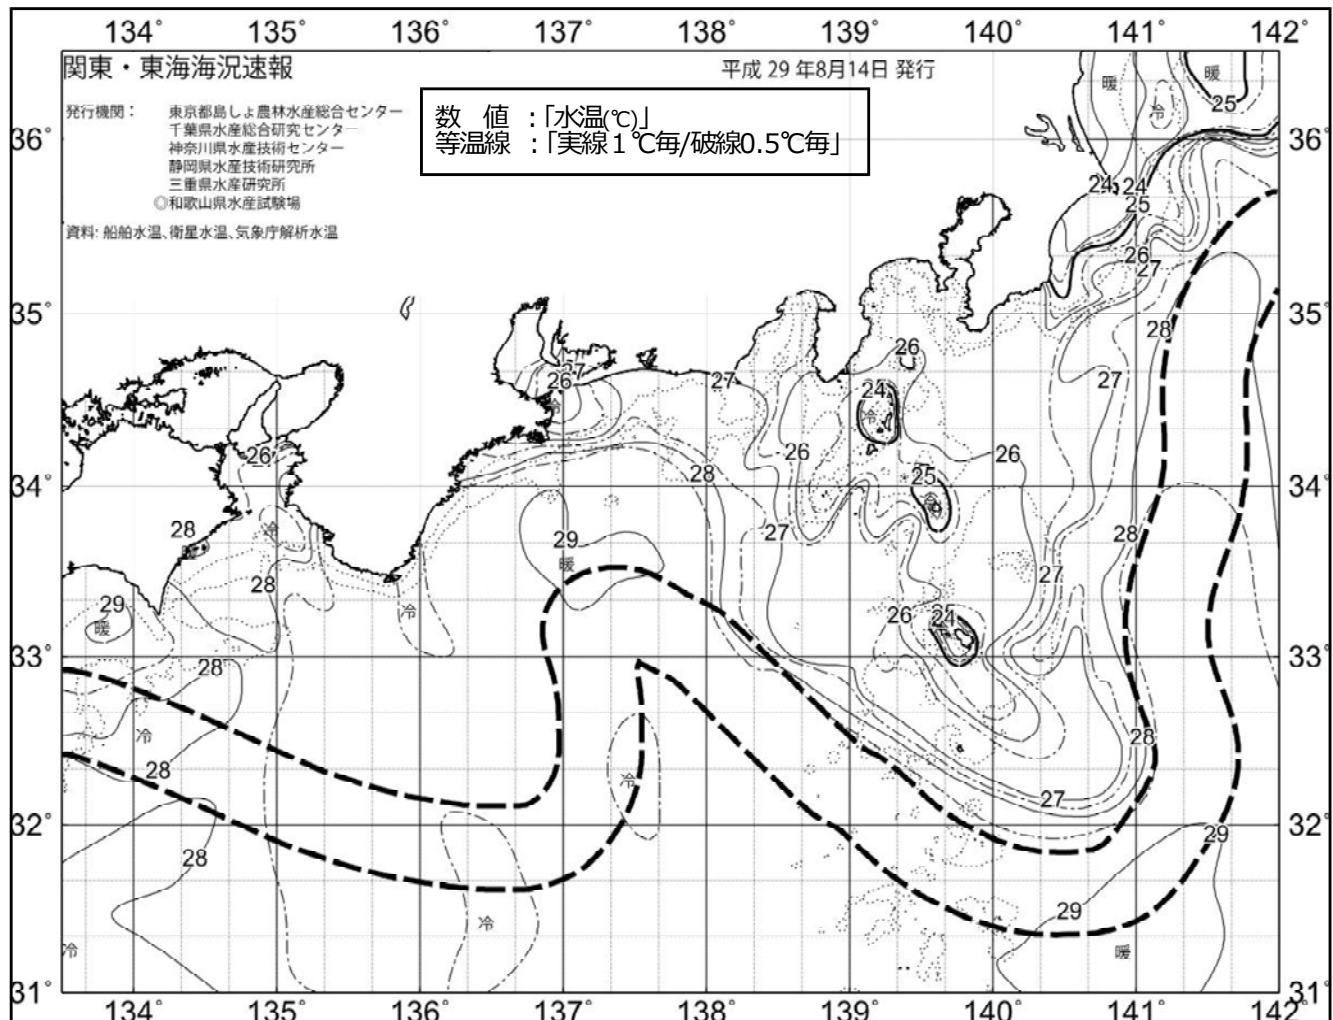 134° 135° 136° 137° 138° 139° 140° 141° 142°
関東・東海海況速報
平成 29 年8月14日 発行
発行機関： 東京都島しょ農林水産総合センター
千葉県水産総合研究センター
神奈川県水産技術センター
静岡県水産技術研究所
三重県水産研究所
◎和歌山県水産試験場
資料: 船舶水温、衛星水温、気象庁解析水温
数 値 ：「水温(℃)」
等温線 ：「実線１℃毎/破線0.5℃毎」
暖
暖
冷
25
36°
36°
24
24
25
26
27
35°
28
35°
26
27
26
27
27
24
冷
冷
26
28
26
26
25
34°
34°
28
冷
29
27
28
暖
28
27
29
冷
26
24
暖
33°
28
33°
冷
28
28
冷
27
32°
29
32°
28
29
冷
冷
暖
31°
31°
134° 135° 136° 137° 138° 139° 140° 141° 142°